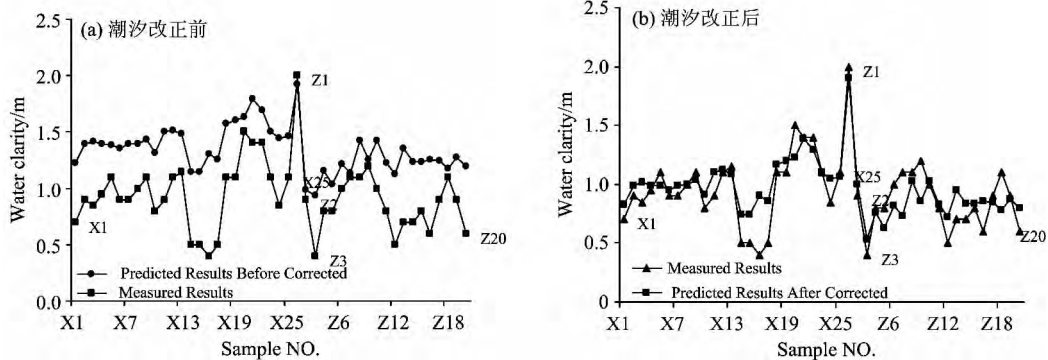 (a) 潮汐改正前
2.5
2.0
1.5
1.0
0.5
0.0
Water clarity/m
Z1
X25
Z2
X1
Z3
Z20
Predicted Results Before Corrected
Measured Results
X1 X7 X13 X19 X25 Z6 Z12 Z18
Sample NO.
(b) 潮汐改正后
2.5
2.0
1.5
1.0
0.5
0
Water clarity/m
Z1
X25
Z2
X1
Z3
Z20
Measured Results
Predicted Results After Corrected
X1 X7 X13 X19 X25 Z6 Z12 Z18
Sample NO.